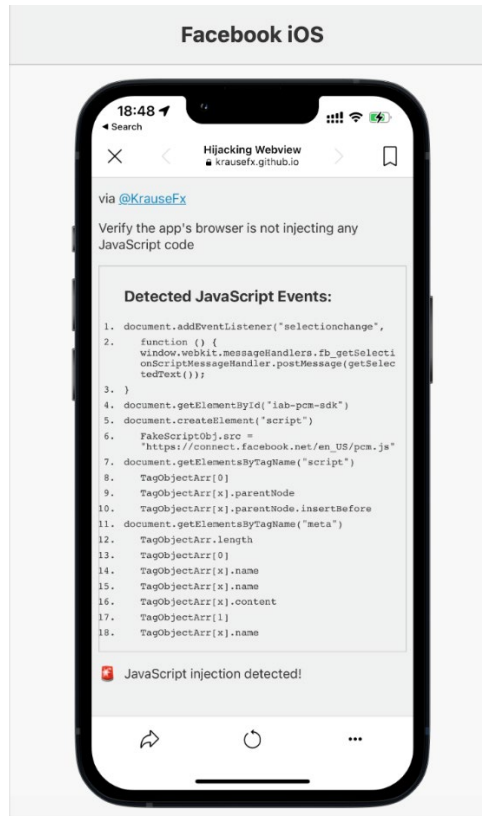 Facebook iOS
18:48
◀ Search
Hijacking Webview
krausefx.github.io
via @KrauseFx
Verify the app's browser is not injecting any
JavaScript code
Detected JavaScript Events:
1. document.addEventListener("selectionchange",
2. function () {
window.webkit.messageHandlers.fb_getSelecti
onScriptMessageHandler.postMessage(getSelec
tedText());
3. }
4. document.getElementById("iab-pcm-sdk")
5. document.createElement("script")
6. FakeScriptObj.src =
"https://connect.facebook.net/en_US/pcm.js"
7. document.getElementsByTagName("script")
8. TagObjectArr[0]
9. TagObjectArr[x].parentNode
10. TagObjectArr[x].parentNode.insertBefore
11. document.getElementsByTagName("meta")
12. TagObjectArr.length
13. TagObjectArr[0]
14. TagObjectArr[x].name
15. TagObjectArr[x].name
16. TagObjectArr[x].content
17. TagObjectArr[1]
18. TagObjectArr[x].name
JavaScript injection detected!